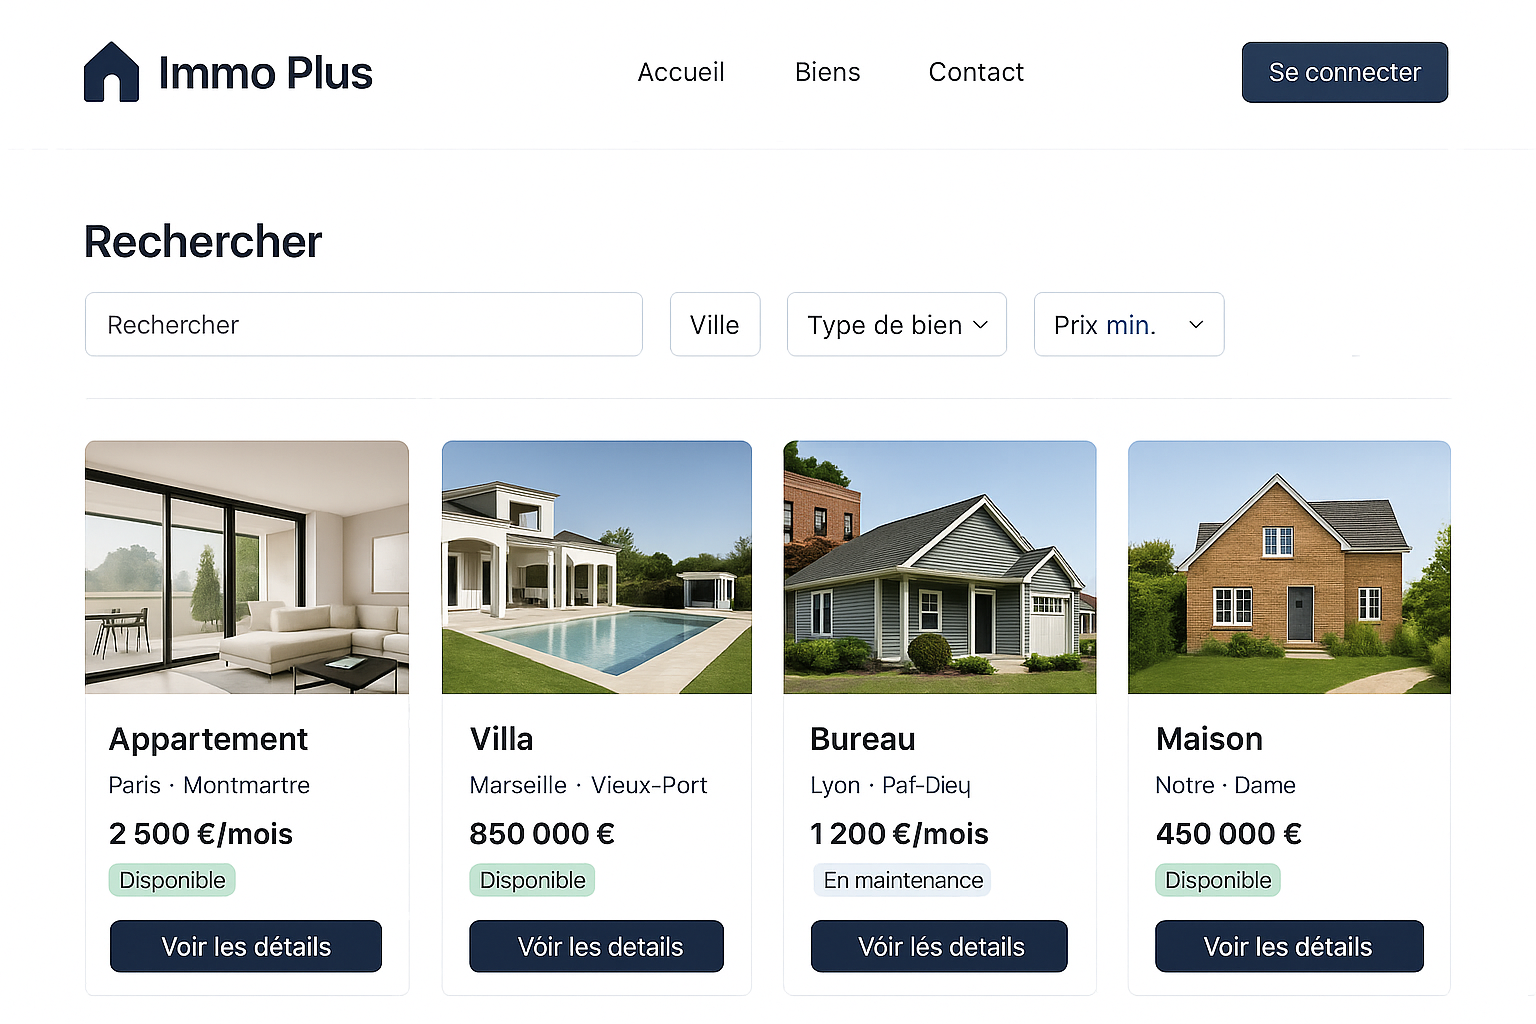 Immo Plus
Accueil
Biens
Contact
Se connecter
Rechercher
Rechercher
Ville
Type de bien
Prix min.
Appartement
Paris · Montmartre
2 500 €/mois
Disponible
Voir les détails
Villa
Marseille · Vieux-Port
850 000 €
Disponible
Vóir les details
Bureau
Lyon · Paf-Dieų
1 200 €/mois
En maintenance
Vóir lés details
Maison
Notre · Dame
450 000 €
Disponible
Voir les détails